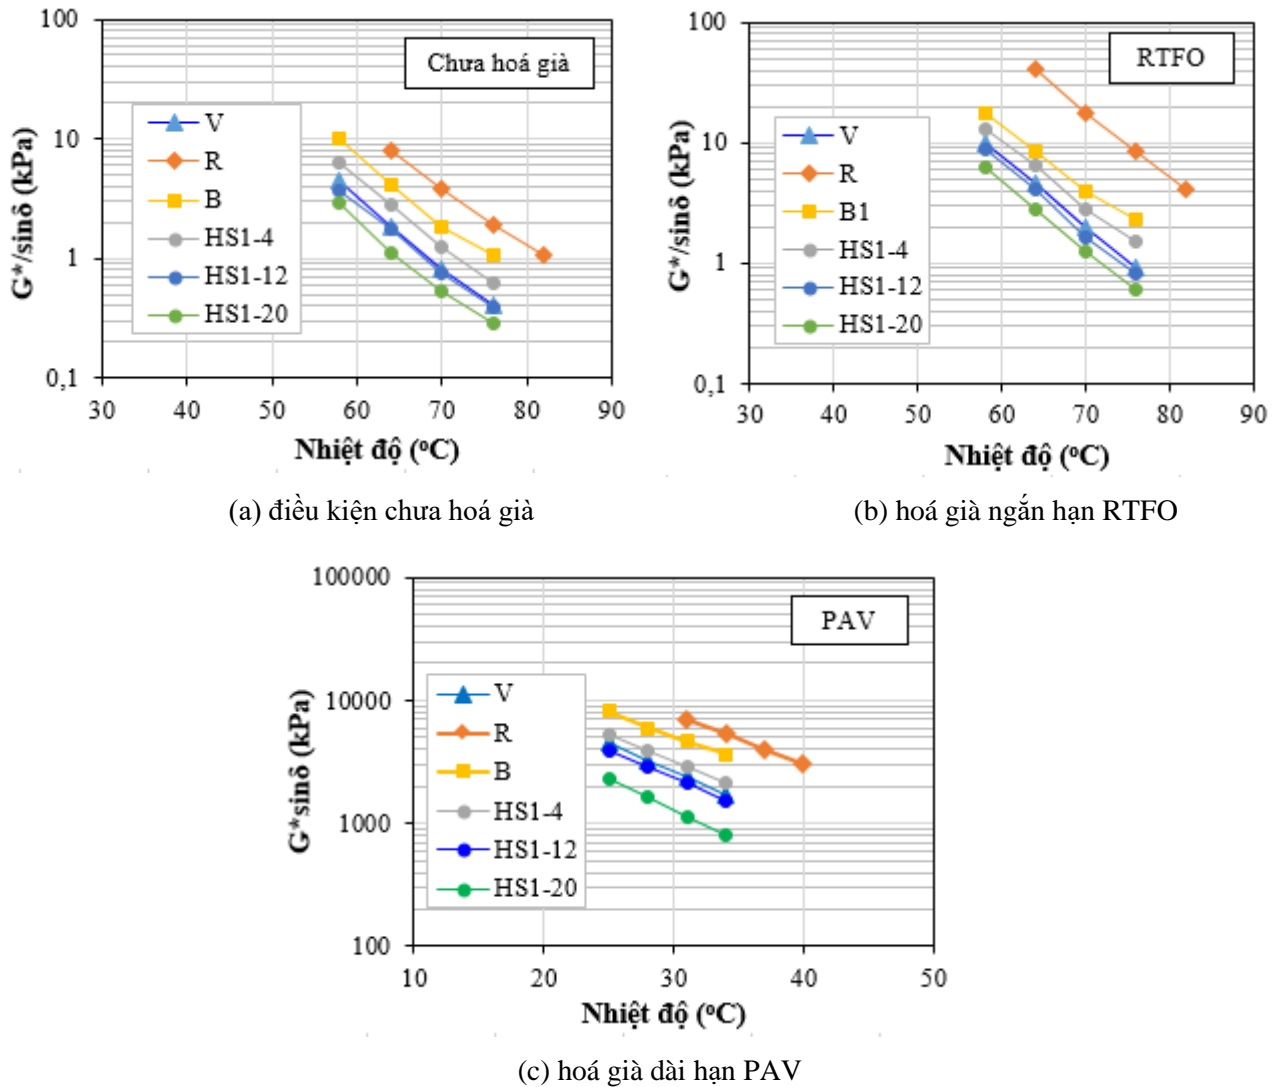 100
10
1
0,1
G*/sinδ (kPa)
Chưa hoá già
V
R
B
HS1-4
HS1-12
HS1-20
30 40 50 60 70 80 90
Nhiệt độ (°C)
(a) điều kiện chưa hoá già
100
10
1
0,1
G*/sinδ (kPa)
RTFO
V
R
B1
HS1-4
HS1-12
HS1-20
30 40 50 60 70 80 90
Nhiệt độ (°C)
(b) hoá già ngắn hạn RTFO
100000
10000
1000
100
G*sinδ (kPa)
PAV
V
R
B
HS1-4
HS1-12
HS1-20
10 20 30 40 50
Nhiệt độ (°C)
(c) hoá già dài hạn PAV